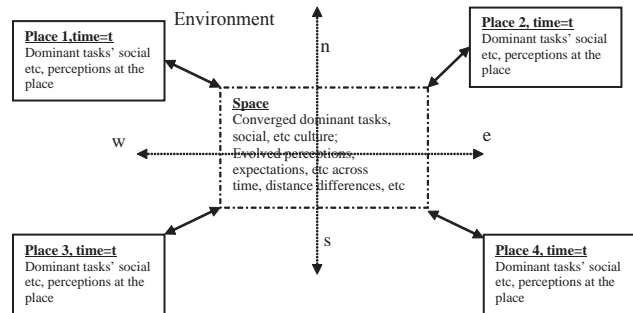 Environment
Place 1,time=t
Dominant tasks' social
etc, perceptions at the
place
Place 2, time=t
Dominant tasks' social
etc, perceptions at the
place
n
Space
Converged dominant tasks,
social, etc culture;
Evolved perceptions,
expectations, etc across
time, distance differences, etc
w
e
s
Place 3, time=t
Dominant tasks' social
etc, perceptions at the
place
Place 4, time=t
Dominant tasks' social
etc, perceptions at the
place